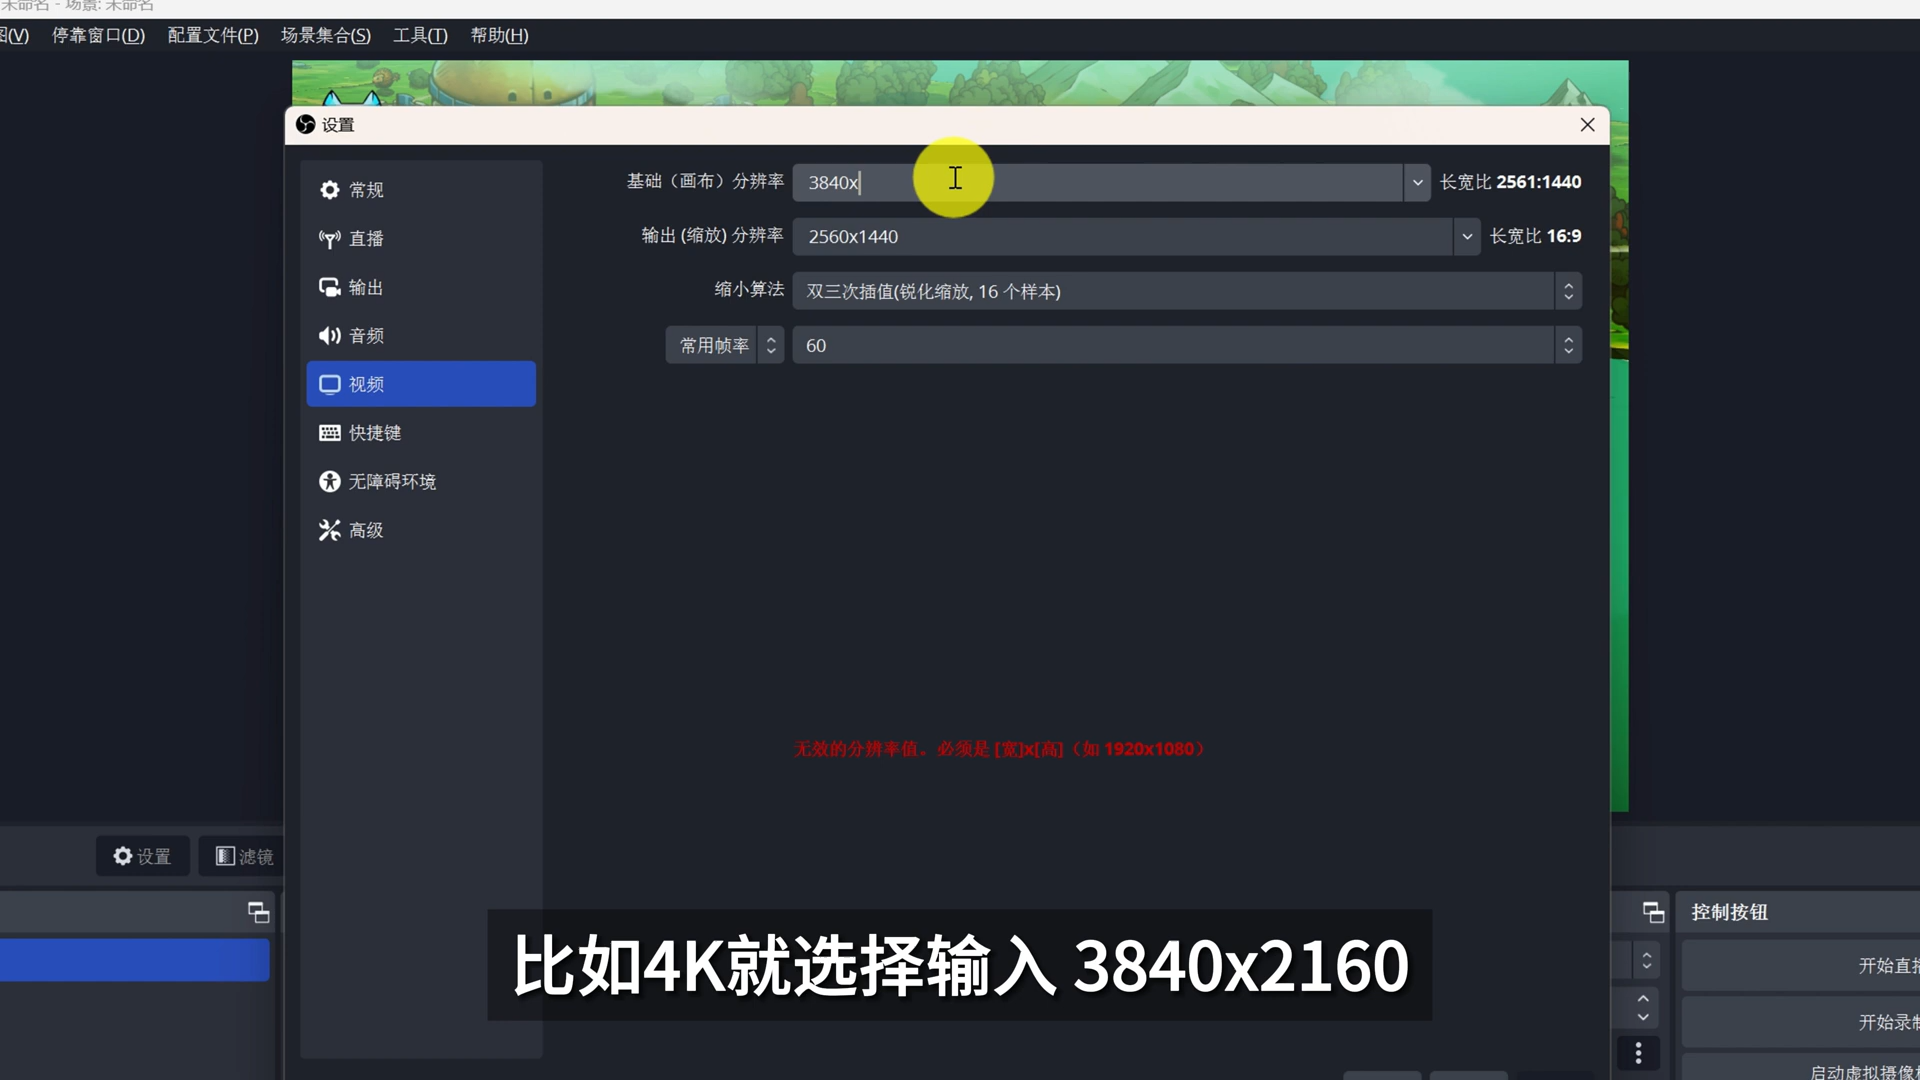 未命名 - 场景: 未命名
图(V) 停靠窗口(D) 配置文件(P) 场景集合(S) 工具(T) 帮助(H)
设置
常规
直播
输出
音频
视频
快捷键
无障碍环境
高级
基础（画布）分辨率 3840x 长宽比 2561:1440
输出 (缩放) 分辨率 2560x1440 长宽比 16:9
缩小算法 双三次插值(锐化缩放, 16 个样本)
常用帧率 60
无效的分辨率值。必须是 [宽]x[高]（如 1920x1080）
设置 滤镜
控制按钮
开始直播
开始录制
启动虚拟摄像机
比如4K就选择输入 3840x2160